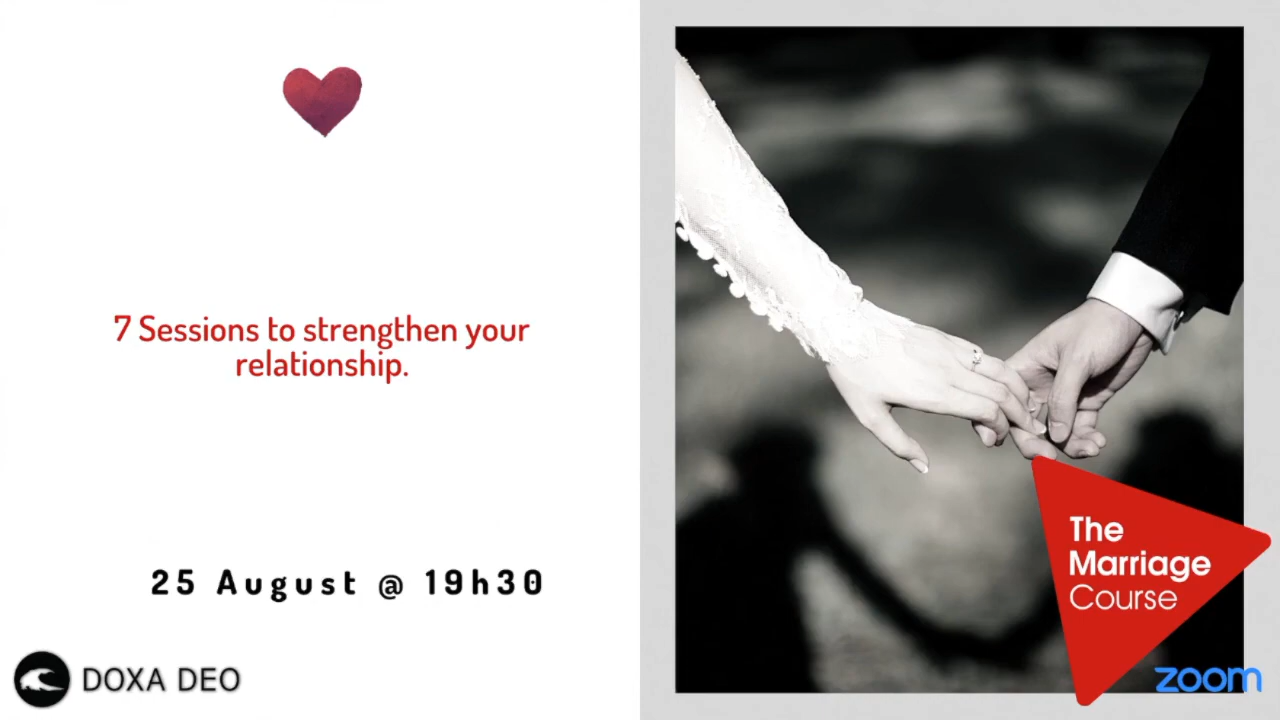 7 Sessions to strengthen your
relationship.
25 August @ 19h30
DOXA DEO
The
Marriage
Course
zoom